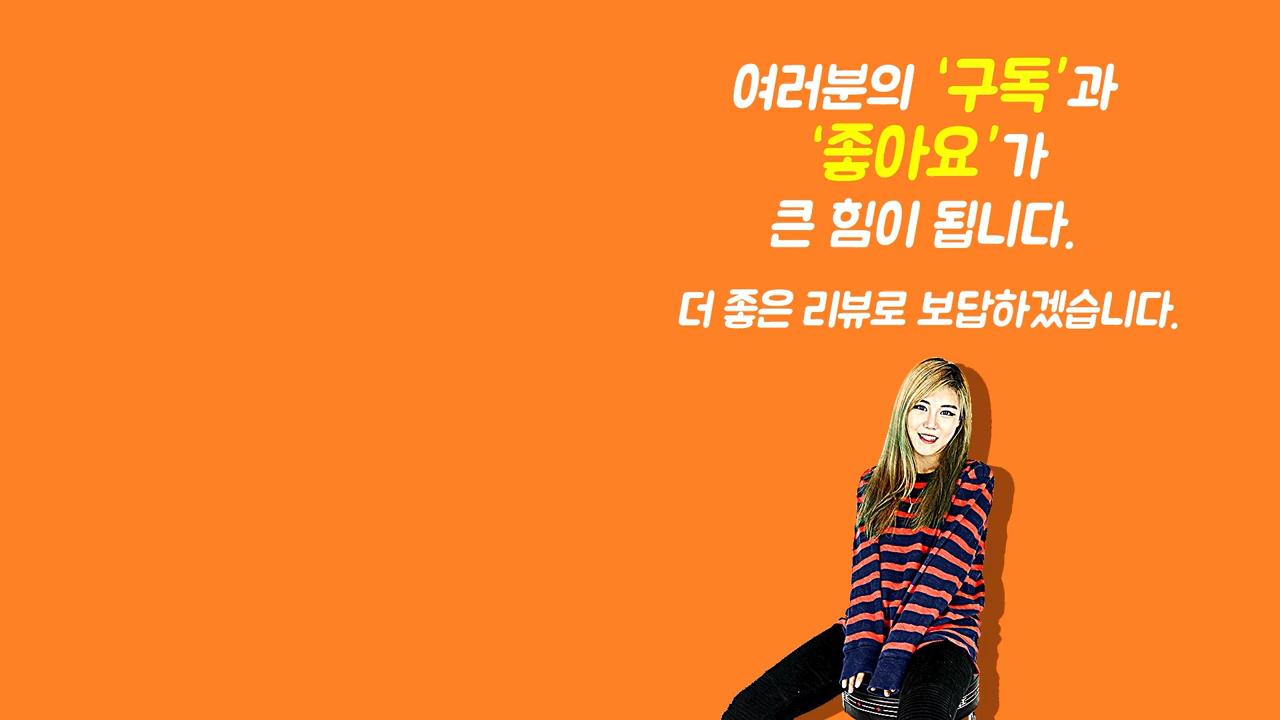 여러분의 '구독'과
'좋아요'가
큰 힘이 됩니다.
더 좋은 리뷰로 보답하겠습니다.